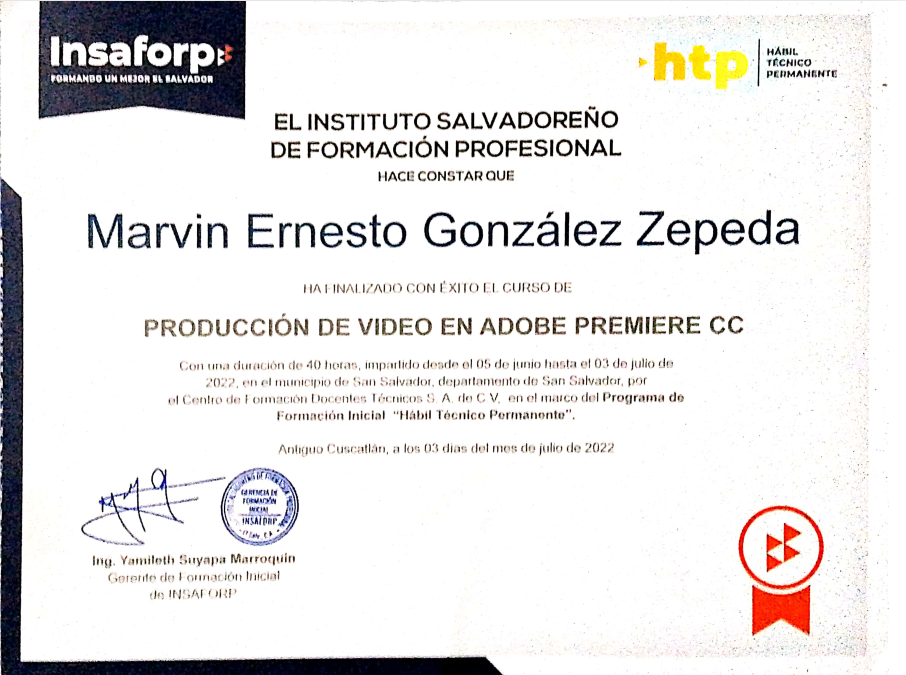 Insaforp
FORMANDO UN MEJOR EL SALVADOR
htp
HÁBIL
TÉCNICO
PERMANENTE
EL INSTITUTO SALVADOREÑO
DE FORMACIÓN PROFESIONAL
HACE CONSTAR QUE
Marvin Ernesto González Zepeda
HA FINALIZADO CON ÉXITO EL CURSO DE
PRODUCCIÓN DE VIDEO EN ADOBE PREMIERE CC
Con una duración de 40 horas, impartido desde el 05 de junio hasta el 03 de julio de
2022, en el municipio de San Salvador, departamento de San Salvador, por
el Centro de Formación Docentes Técnicos S. A. de C V, en el marco del Programa de
Formación Inicial "Hábil Técnico Permanente".
Antiguo Cuscatlán, a los 03 días del mes de julio de 2022
GERENCIA DE
FORMACIÓN
INICIAL
INSAFORP
Ing. Yamileth Suyapa Marroquin
Gerente de Formación Inicial
de INSAFORP